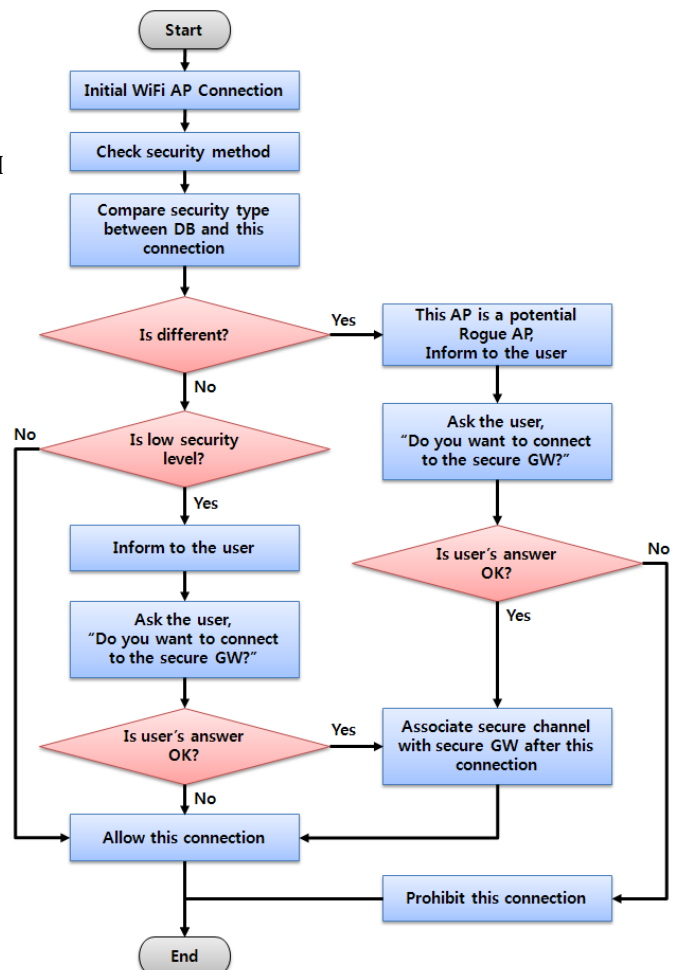 Start
Initial WiFi AP Connection
Check security method
Compare security type
between DB and this
connection
Is different?
Yes
This AP is a potential
Rogue AP,
Inform to the user
No
Ask the user,
“Do you want to connect
to the secure GW?”
No
Is low security
level?
Yes
Inform to the user
Is user’s answer
OK?
No
Yes
Ask the user,
“Do you want to connect
to the secure GW?”
Is user’s answer
OK?
Yes
Associate secure channel
with secure GW after this
connection
No
Allow this connection
Prohibit this connection
End